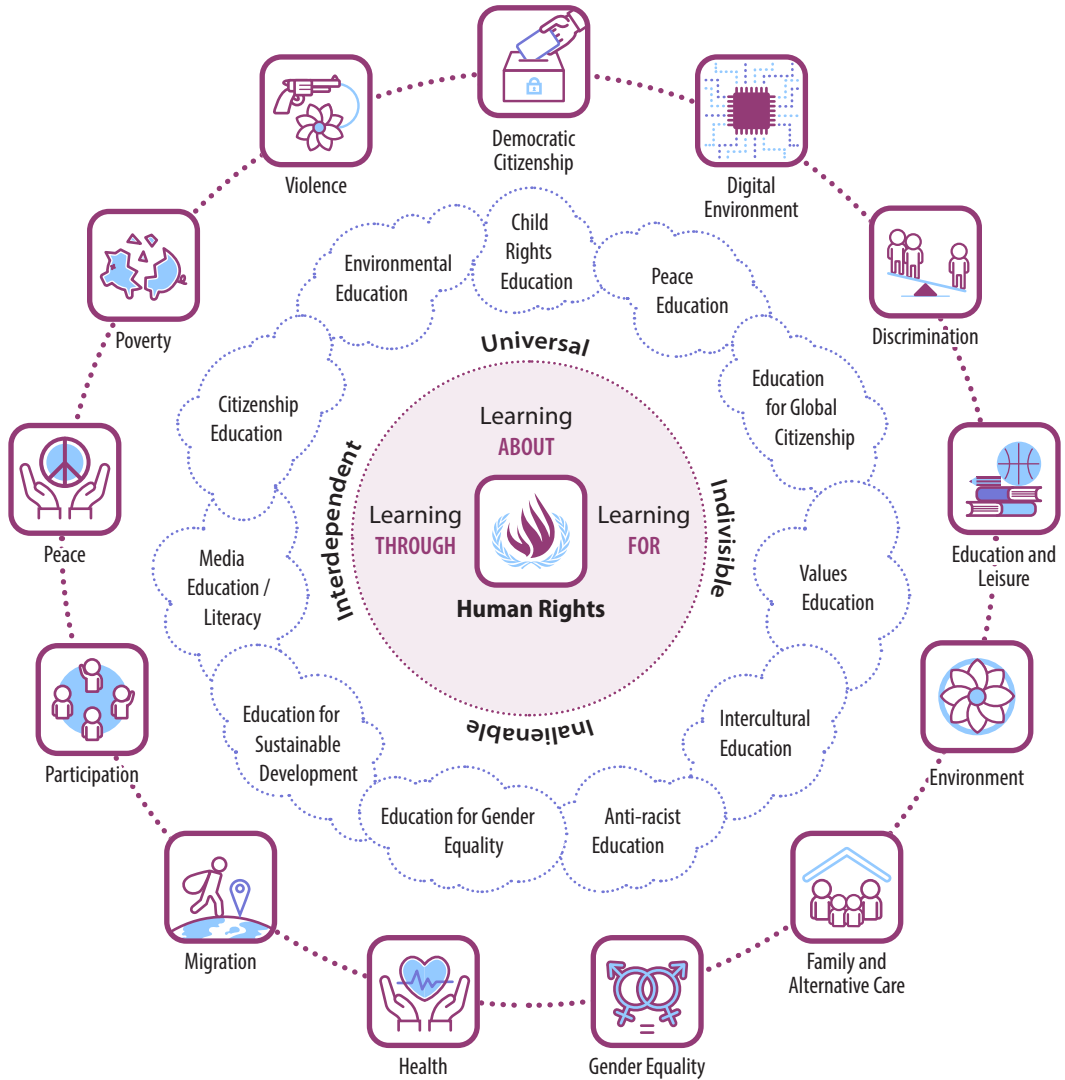 Democratic
Citizenship
Digital
Environment
Discrimination
Education and
Leisure
Environment
Family and
Alternative Care
Gender Equality
Health
Migration
Participation
Peace
Poverty
Violence
Child
Rights
Education
Peace
Education
Education
for Global
Citizenship
Values
Education
Intercultural
Education
Anti-racist
Education
Education for Gender
Equality
Education for
Sustainable
Development
Media
Education /
Literacy
Citizenship
Education
Environmental
Education
Universal
Indivisible
Inalienable
Interdependent
Learning
ABOUT
Learning
THROUGH
Learning
FOR
Human Rights